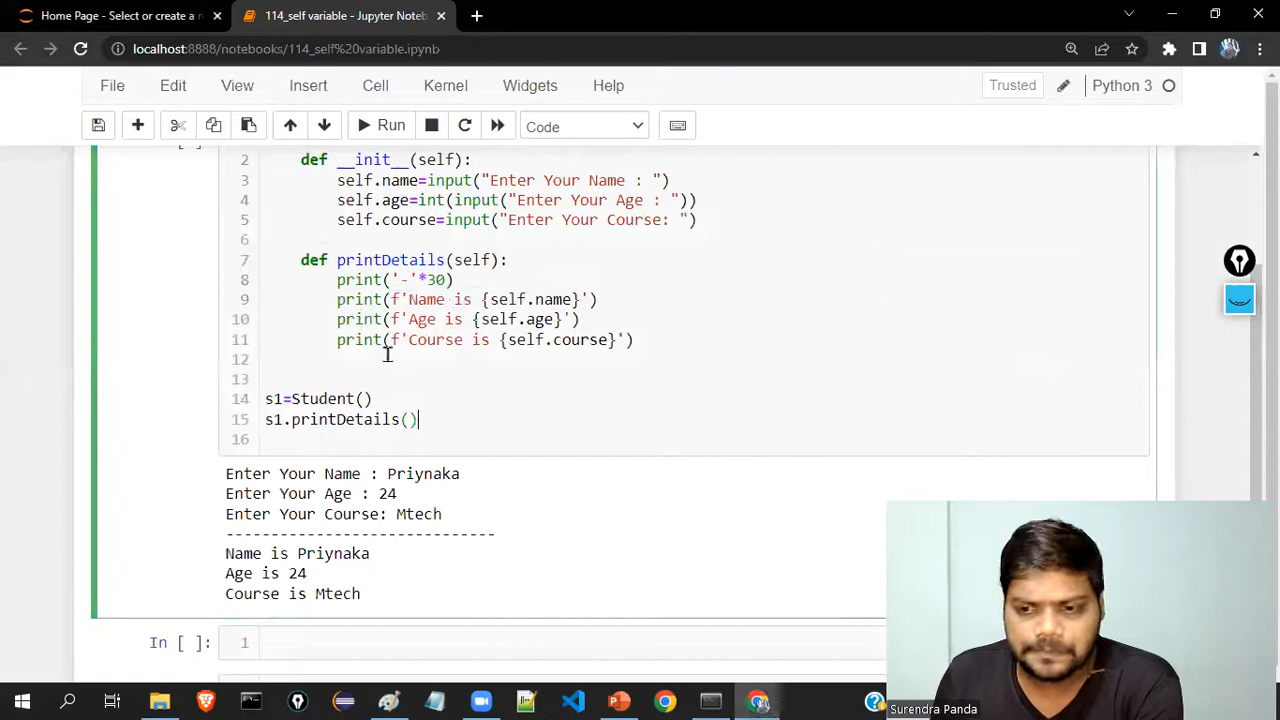 Home Page - Select or create a n
114_self variable - Jupyter Noteb
localhost:8888/notebooks/114_self%20variable.ipynb
File Edit View Insert Cell Kernel Widgets Help
Trusted
Python 3
Run
Code
2 def __init__(self):
3 self.name=input("Enter Your Name : ")
4 self.age=int(input("Enter Your Age : "))
5 self.course=input("Enter Your Course: ")
6
7 def printDetails(self):
8 print('-'*30)
9 print(f'Name is {self.name}')
10 print(f'Age is {self.age}')
11 print(f'Course is {self.course}')
12
13
14 s1=Student()
15 s1.printDetails()
16
Enter Your Name : Priynaka
Enter Your Age : 24
Enter Your Course: Mtech
------------------------------
Name is Priynaka
Age is 24
Course is Mtech
In [ ]: 1
Surendra Panda